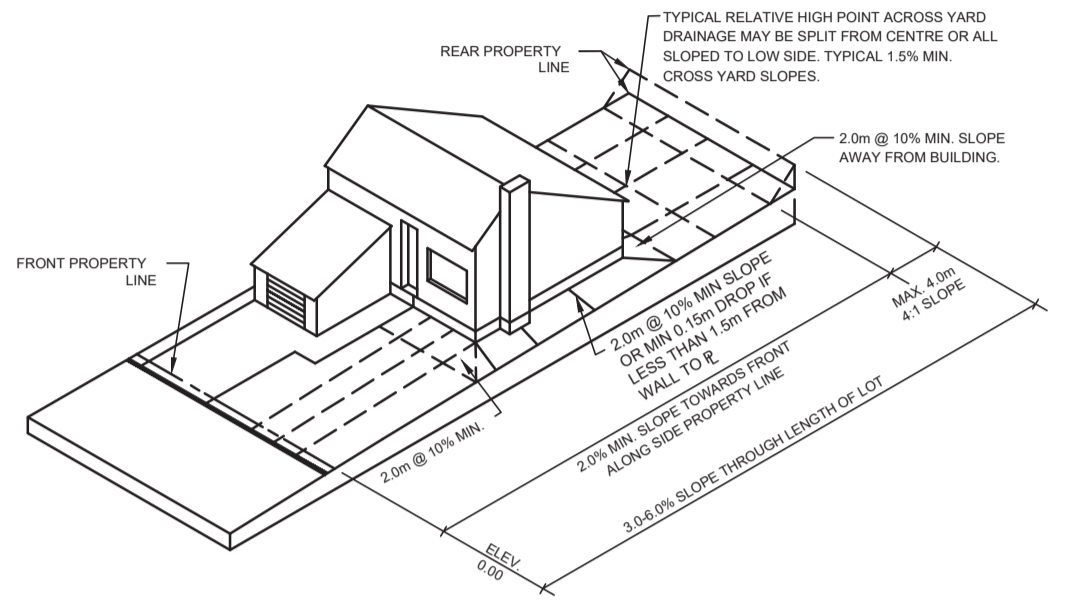 TYPICAL RELATIVE HIGH POINT ACROSS YARD
DRAINAGE MAY BE SPLIT FROM CENTRE OR ALL
SLOPED TO LOW SIDE. TYPICAL 1.5% MIN.
CROSS YARD SLOPES.
REAR PROPERTY
LINE
2.0m @ 10% MIN. SLOPE
AWAY FROM BUILDING.
FRONT PROPERTY
LINE
2.0m @ 10% MIN SLOPE
OR MIN 0.15m DROP IF
LESS THAN 1.5m FROM
WALL TO ⅊
MAX. 4.0m
4:1 SLOPE
2.0m @ 10% MIN.
2.0% MIN. SLOPE TOWARDS FRONT
ALONG SIDE PROPERTY LINE
3.0-6.0% SLOPE THROUGH LENGTH OF LOT
ELEV.
0.00